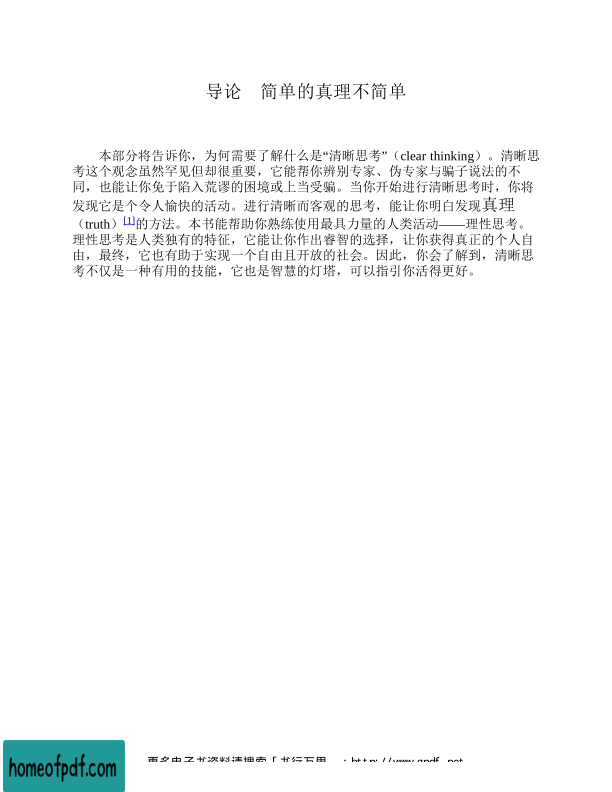 导论　简单的真理不简单
本部分将告诉你，为何需要了解什么是“清晰思考”（clear thinking）。清晰思
考这个观念虽然罕见但却很重要，它能帮你辨别专家、伪专家与骗子说法的不
同，也能让你免于陷入荒谬的困境或上当受骗。当你开始进行清晰思考时，你将
发现它是个令人愉快的活动。进行清晰而客观的思考，能让你明白发现真理
（truth）[1]的方法。本书能帮助你熟练使用最具力量的人类活动——理性思考。
理性思考是人类独有的特征，它能让你作出睿智的选择，让你获得真正的个人自
由，最终，它也有助于实现一个自由且开放的社会。因此，你会了解到，清晰思
考不仅是一种有用的技能，它也是智慧的灯塔，可以指引你活得更好。
更多电子书资料请搜索「书行万里
homeofpdf.com